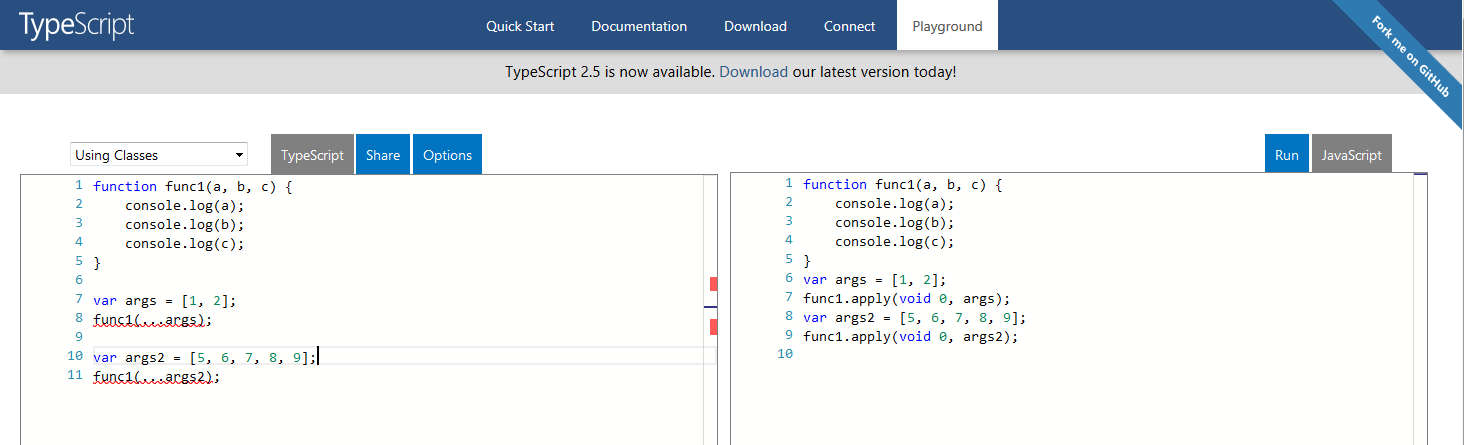 TypeScript Quick Start Documentation Download Connect Playground
Fork me on GitHub
TypeScript 2.5 is now available. Download our latest version today!
Using Classes TypeScript Share Options Run JavaScript
1 function func1(a, b, c) {
2 console.log(a);
3 console.log(b);
4 console.log(c);
5 }
6
7 var args = [1, 2];
8 func1(...args);
9
10 var args2 = [5, 6, 7, 8, 9];
11 func1(...args2);
1 function func1(a, b, c) {
2 console.log(a);
3 console.log(b);
4 console.log(c);
5 }
6 var args = [1, 2];
7 func1.apply(void 0, args);
8 var args2 = [5, 6, 7, 8, 9];
9 func1.apply(void 0, args2);
10